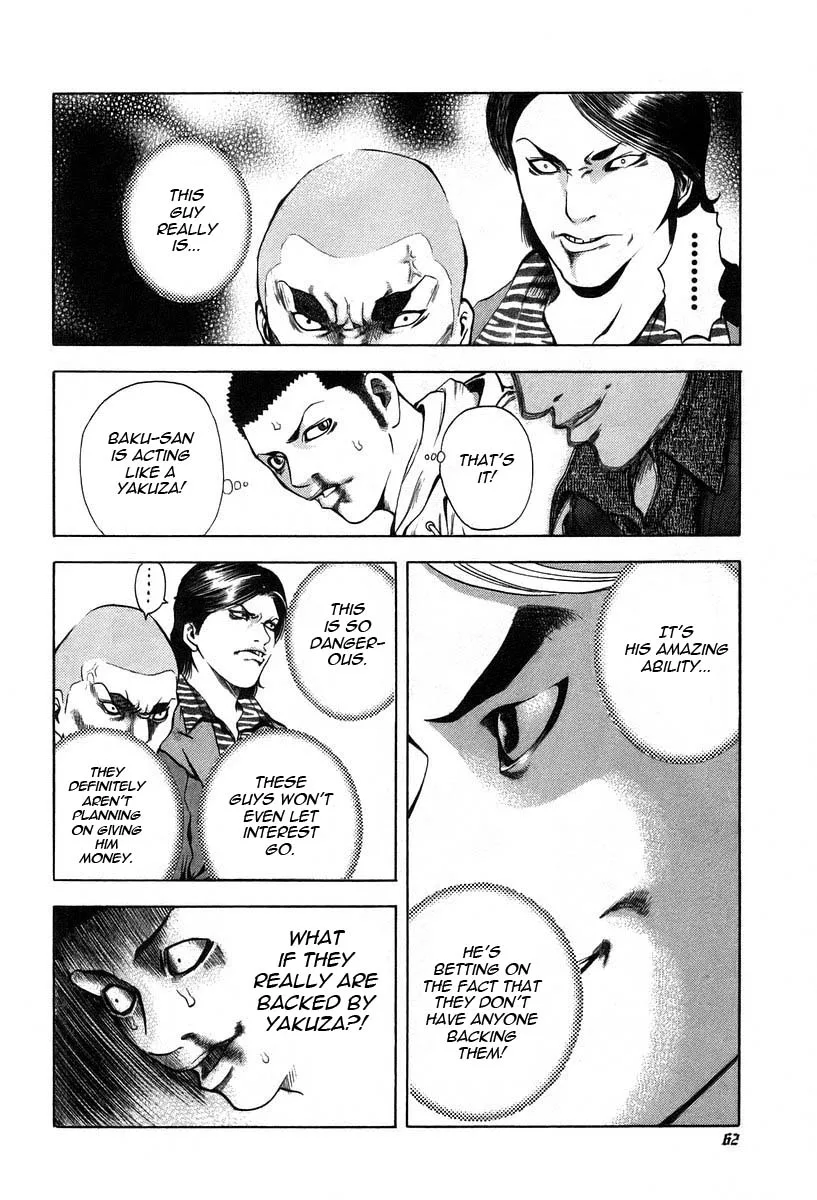 THIS
GUY
REALLY
IS...
THAT'S
IT!
BAKU-SAN
IS ACTING
LIKE A
YAKUZA!
IT'S
HIS AMAZING
ABILITY...
HE'S
BETTING ON
THE FACT THAT
THEY DON'T
HAVE ANYONE
BACKING
THEM!
THIS
IS SO
DANGER-
OUS.
THESE
GUYS WON'T
EVEN LET
INTEREST
GO.
THEY
DEFINITELY
AREN'T
PLANNING
ON GIVING
HIM
MONEY.
WHAT
IF THEY
REALLY ARE
BACKED BY
YAKUZA?!
62